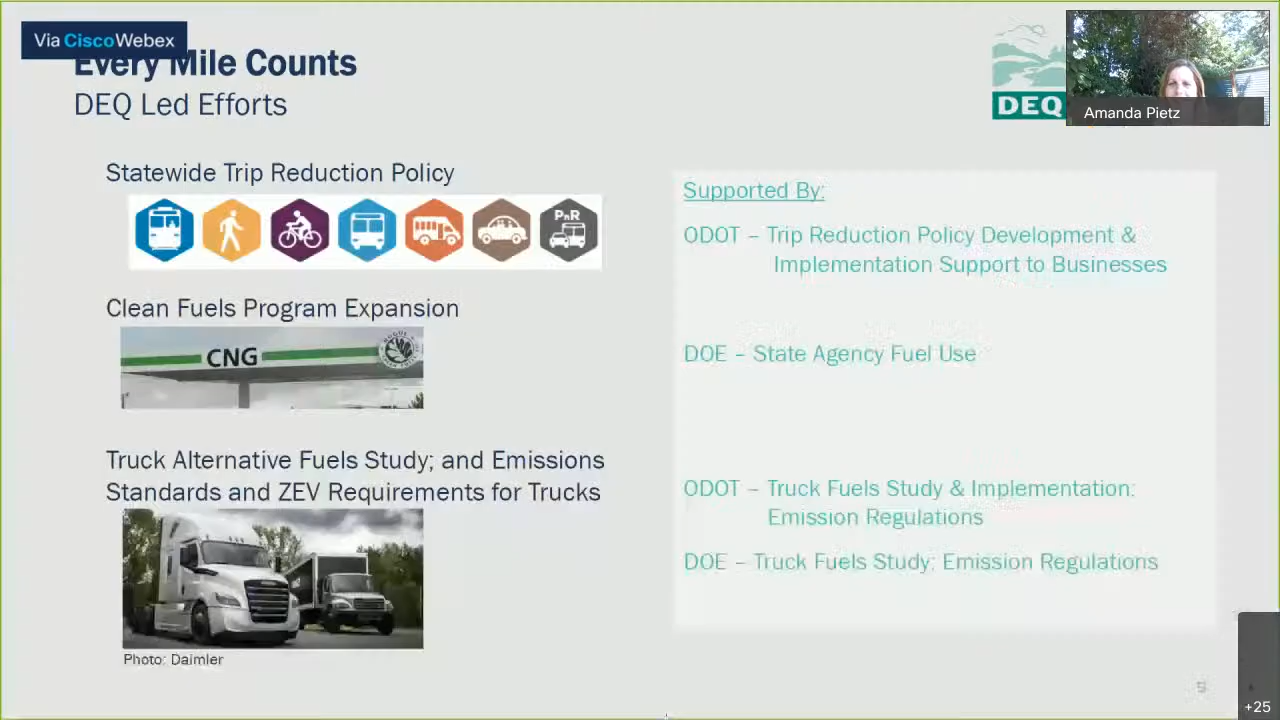 Via Cisco Webex
Every Mile Counts
DEQ Led Efforts
DEQ
Amanda Pietz
Statewide Trip Reduction Policy
PnR
Clean Fuels Program Expansion
CNG
Truck Alternative Fuels Study; and Emissions
Standards and ZEV Requirements for Trucks
Photo: Daimler
Supported By:
ODOT – Trip Reduction Policy Development &
Implementation Support to Businesses
DOE – State Agency Fuel Use
ODOT – Truck Fuels Study & Implementation;
Emission Regulations
DOE – Truck Fuels Study; Emission Regulations
+25